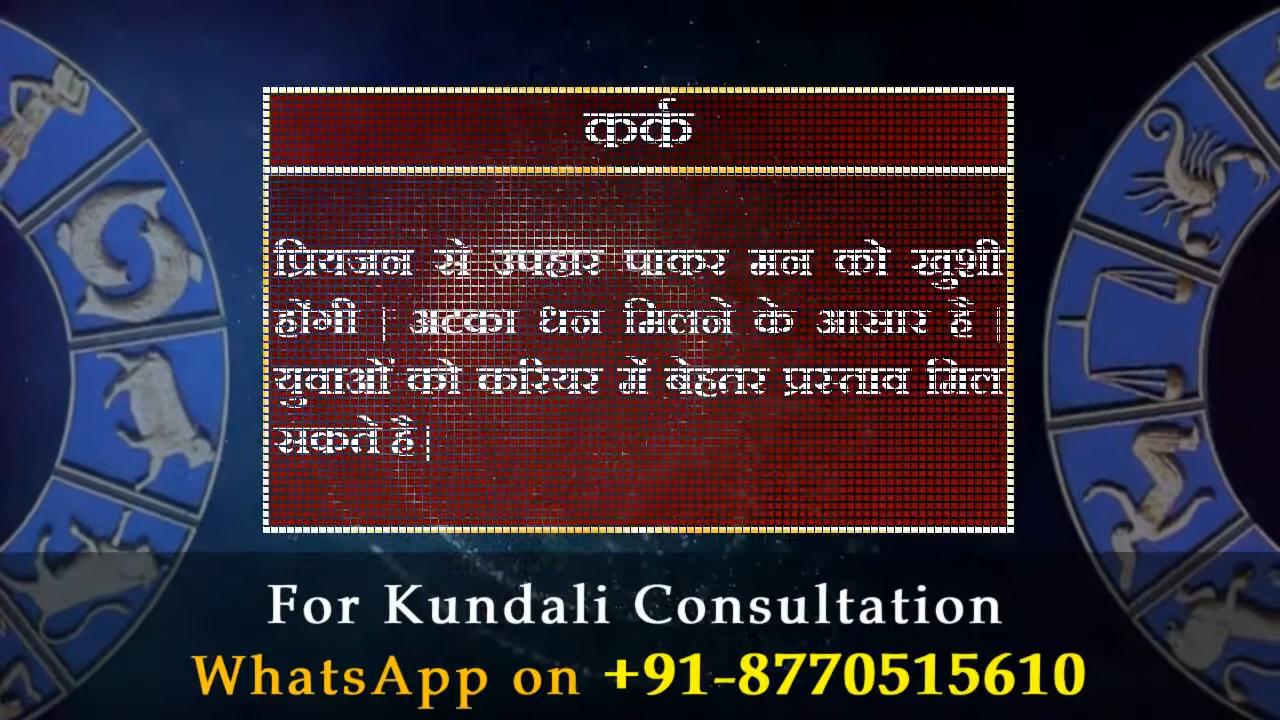 कर्क
प्रियजन से उपहार पाकर मन को खुशी
होगी | अटका धन मिलने के आसार है |
युवाओं को करियर में बेहतर प्रस्ताव मिल
सकते है|
For Kundali Consultation
WhatsApp on +91-8770515610